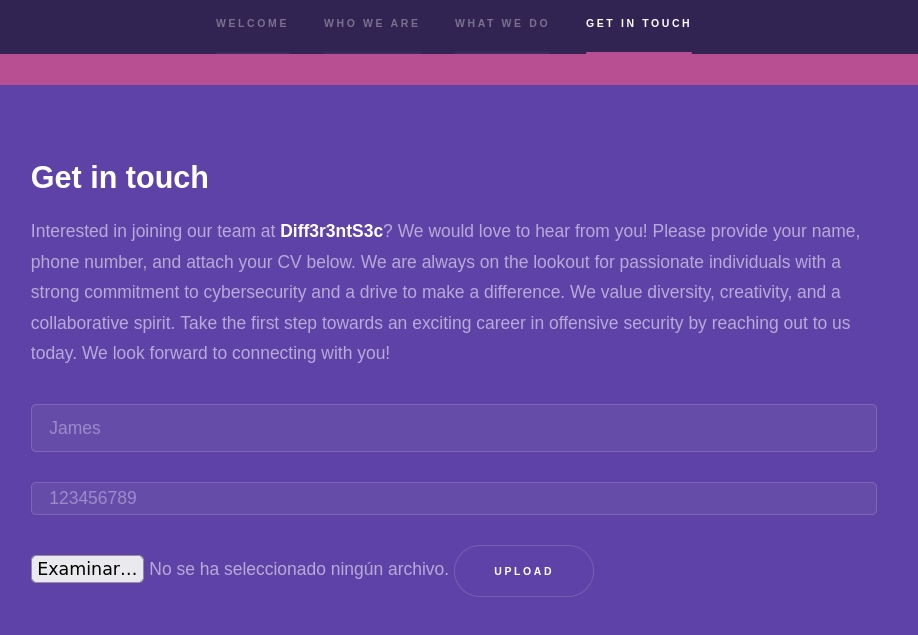 WELCOME WHO WE ARE WHAT WE DO GET IN TOUCH
Get in touch
Interested in joining our team at Diff3r3ntS3c? We would love to hear from you! Please provide your name,
phone number, and attach your CV below. We are always on the lookout for passionate individuals with a
strong commitment to cybersecurity and a drive to make a difference. We value diversity, creativity, and a
collaborative spirit. Take the first step towards an exciting career in offensive security by reaching out to us
today. We look forward to connecting with you!
James
123456789
Examinar... No se ha seleccionado ningún archivo. UPLOAD